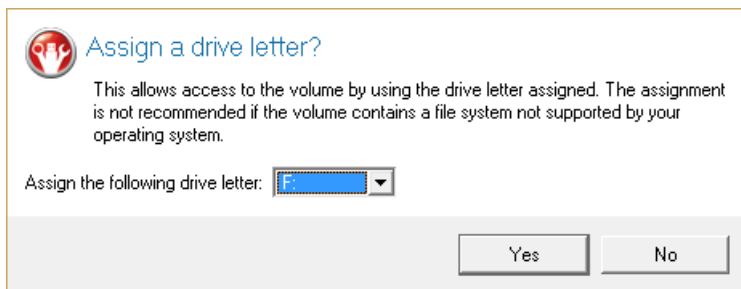 Assign a drive letter?
This allows access to the volume by using the drive letter assigned. The assignment
is not recommended if the volume contains a file system not supported by your
operating system.
Assign the following drive letter: F:
Yes No